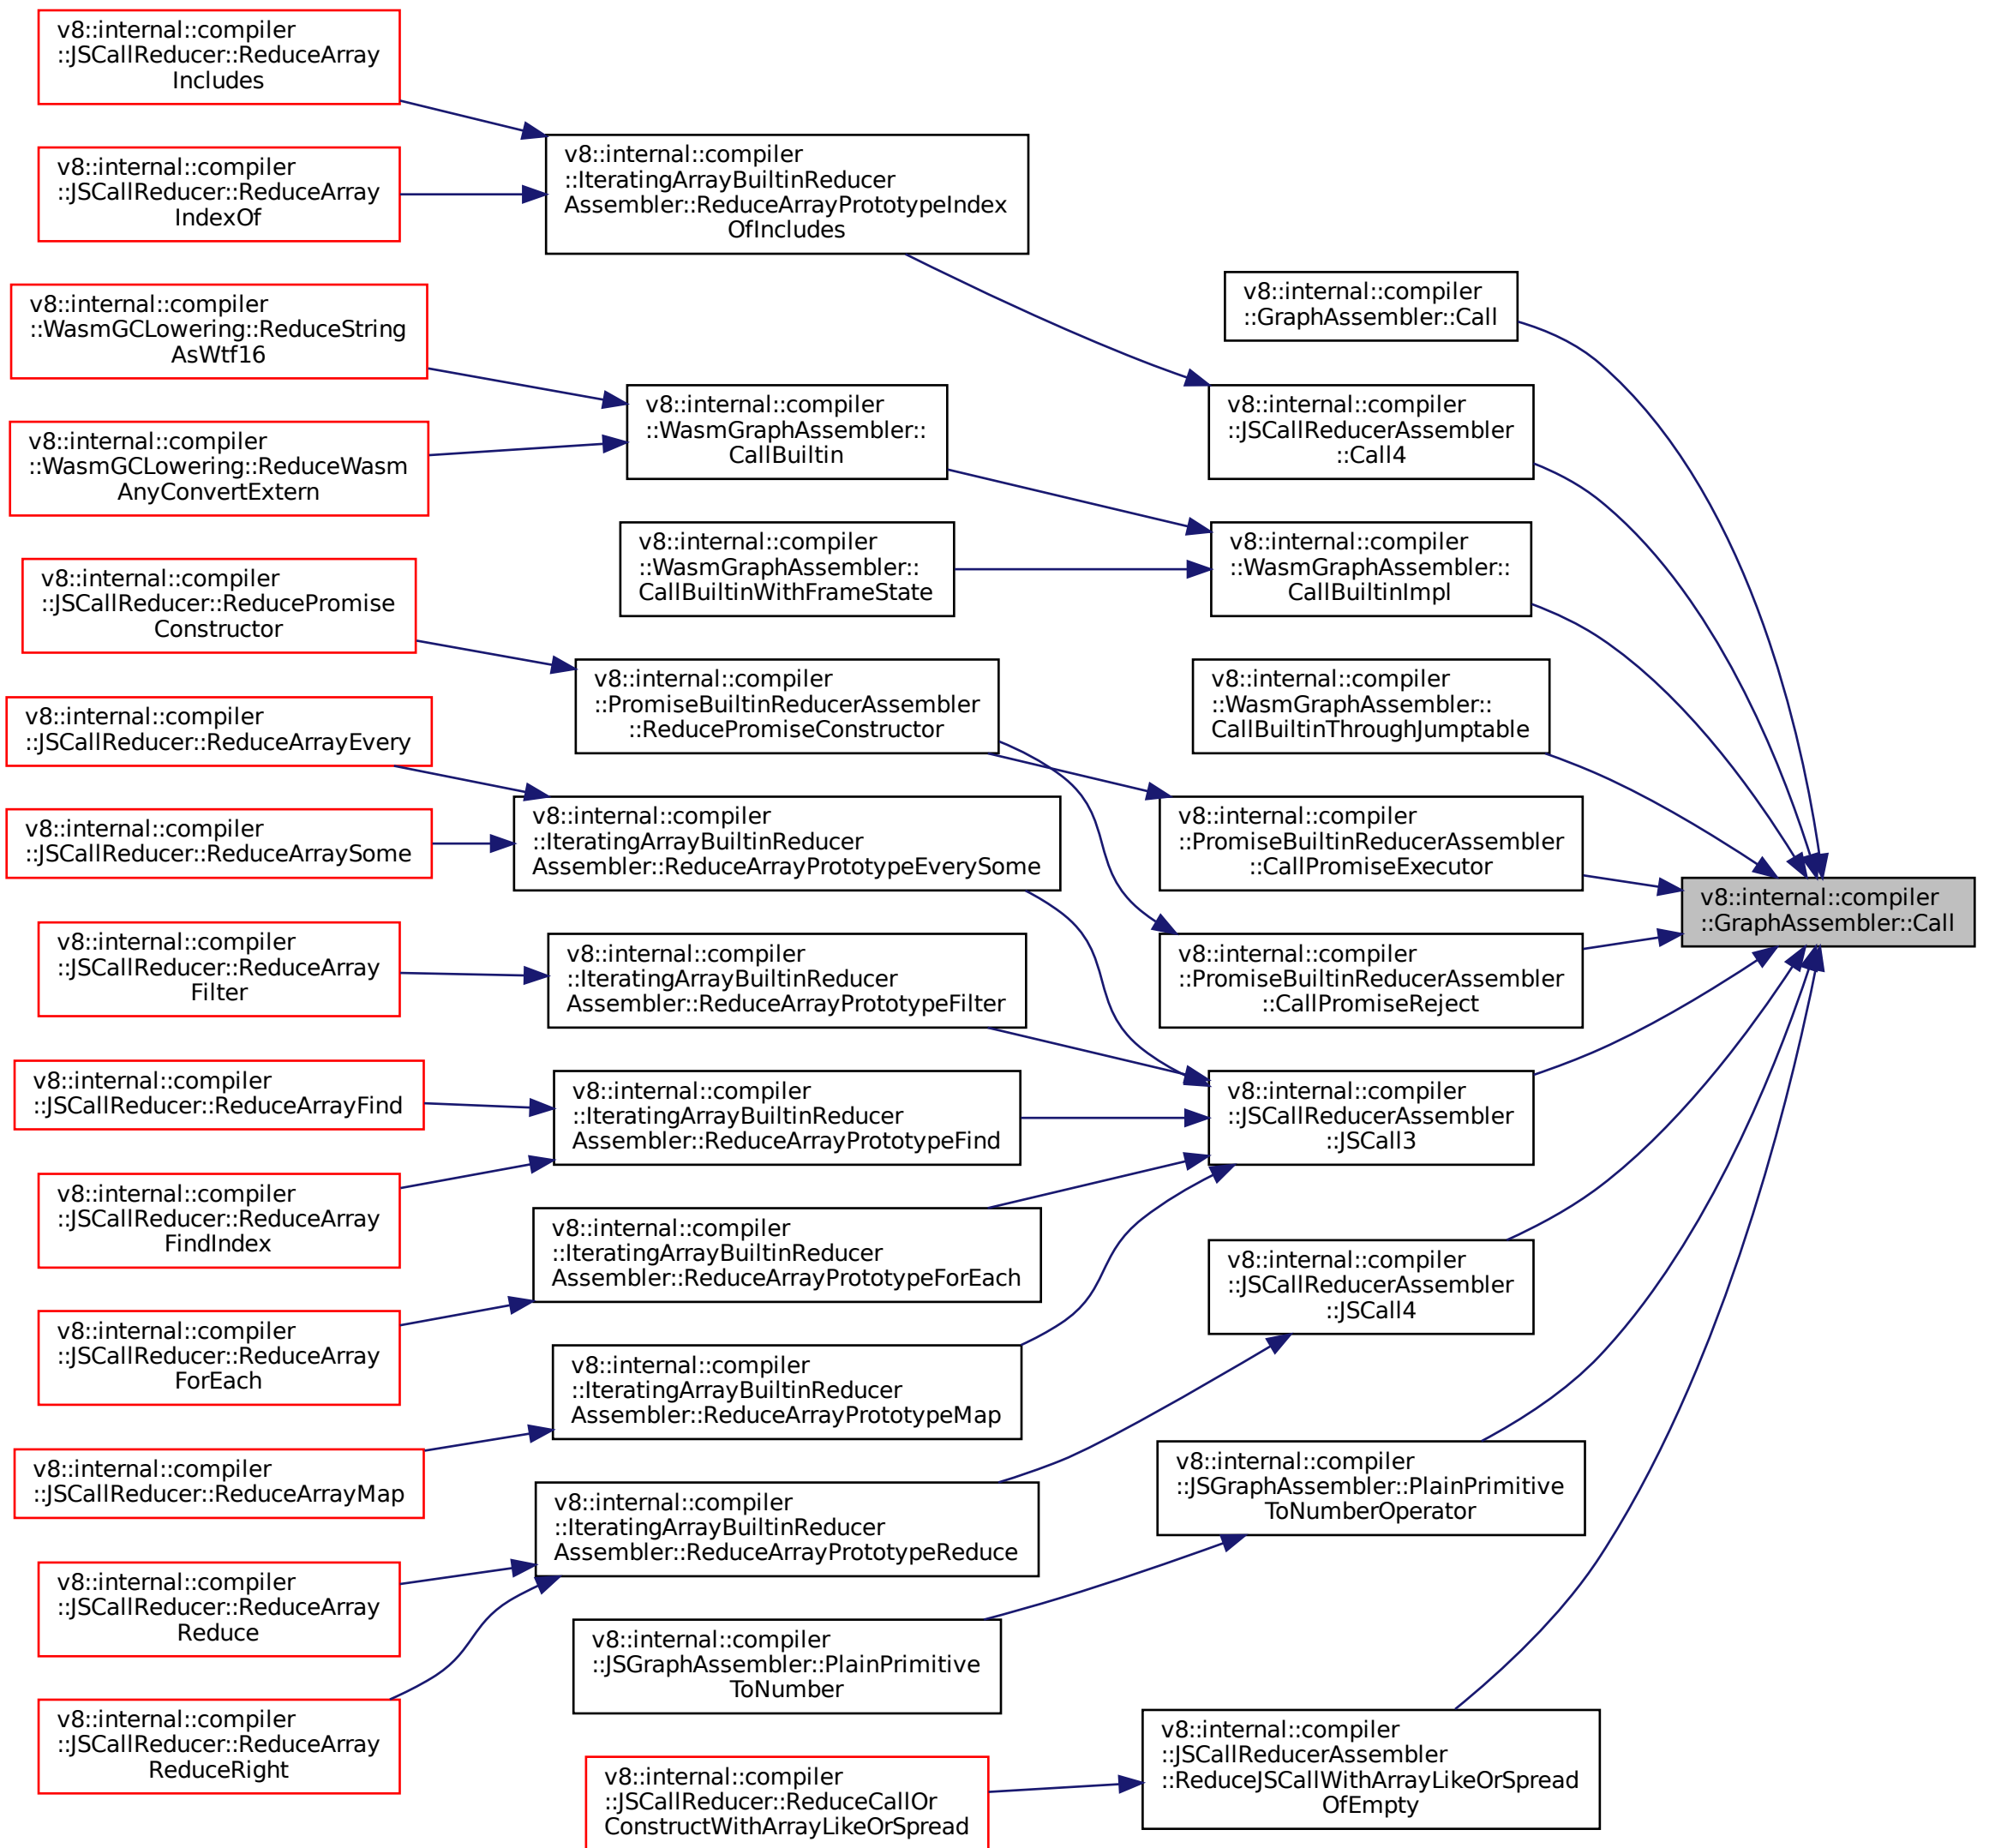 v8::internal::compiler
::JSCallReducer::ReduceArray
Includes
v8::internal::compiler
::JSCallReducer::ReduceArray
IndexOf
v8::internal::compiler
::WasmGCLowering::ReduceString
AsWtf16
v8::internal::compiler
::WasmGCLowering::ReduceWasm
AnyConvertExtern
v8::internal::compiler
::JSCallReducer::ReducePromise
Constructor
v8::internal::compiler
::JSCallReducer::ReduceArrayEvery
v8::internal::compiler
::JSCallReducer::ReduceArraySome
v8::internal::compiler
::JSCallReducer::ReduceArray
Filter
v8::internal::compiler
::JSCallReducer::ReduceArrayFind
v8::internal::compiler
::JSCallReducer::ReduceArray
FindIndex
v8::internal::compiler
::JSCallReducer::ReduceArray
ForEach
v8::internal::compiler
::JSCallReducer::ReduceArrayMap
v8::internal::compiler
::JSCallReducer::ReduceArray
Reduce
v8::internal::compiler
::JSCallReducer::ReduceArray
ReduceRight
v8::internal::compiler
::IteratingArrayBuiltinReducer
Assembler::ReduceArrayPrototypeIndex
OfIncludes
v8::internal::compiler
::WasmGraphAssembler::
CallBuiltin
v8::internal::compiler
::WasmGraphAssembler::
CallBuiltinWithFrameState
v8::internal::compiler
::PromiseBuiltinReducerAssembler
::ReducePromiseConstructor
v8::internal::compiler
::IteratingArrayBuiltinReducer
Assembler::ReduceArrayPrototypeEverySome
v8::internal::compiler
::IteratingArrayBuiltinReducer
Assembler::ReduceArrayPrototypeFilter
v8::internal::compiler
::IteratingArrayBuiltinReducer
Assembler::ReduceArrayPrototypeFind
v8::internal::compiler
::IteratingArrayBuiltinReducer
Assembler::ReduceArrayPrototypeForEach
v8::internal::compiler
::IteratingArrayBuiltinReducer
Assembler::ReduceArrayPrototypeMap
v8::internal::compiler
::IteratingArrayBuiltinReducer
Assembler::ReduceArrayPrototypeReduce
v8::internal::compiler
::JSGraphAssembler::PlainPrimitive
ToNumber
v8::internal::compiler
::JSCallReducer::ReduceCallOr
ConstructWithArrayLikeOrSpread
v8::internal::compiler
::GraphAssembler::Call
v8::internal::compiler
::JSCallReducerAssembler
::Call4
v8::internal::compiler
::WasmGraphAssembler::
CallBuiltinImpl
v8::internal::compiler
::WasmGraphAssembler::
CallBuiltinThroughJumptable
v8::internal::compiler
::PromiseBuiltinReducerAssembler
::CallPromiseExecutor
v8::internal::compiler
::PromiseBuiltinReducerAssembler
::CallPromiseReject
v8::internal::compiler
::JSCallReducerAssembler
::JSCall3
v8::internal::compiler
::JSCallReducerAssembler
::JSCall4
v8::internal::compiler
::JSGraphAssembler::PlainPrimitive
ToNumberOperator
v8::internal::compiler
::JSCallReducerAssembler
::ReduceJSCallWithArrayLikeOrSpread
OfEmpty
v8::internal::compiler
::GraphAssembler::Call